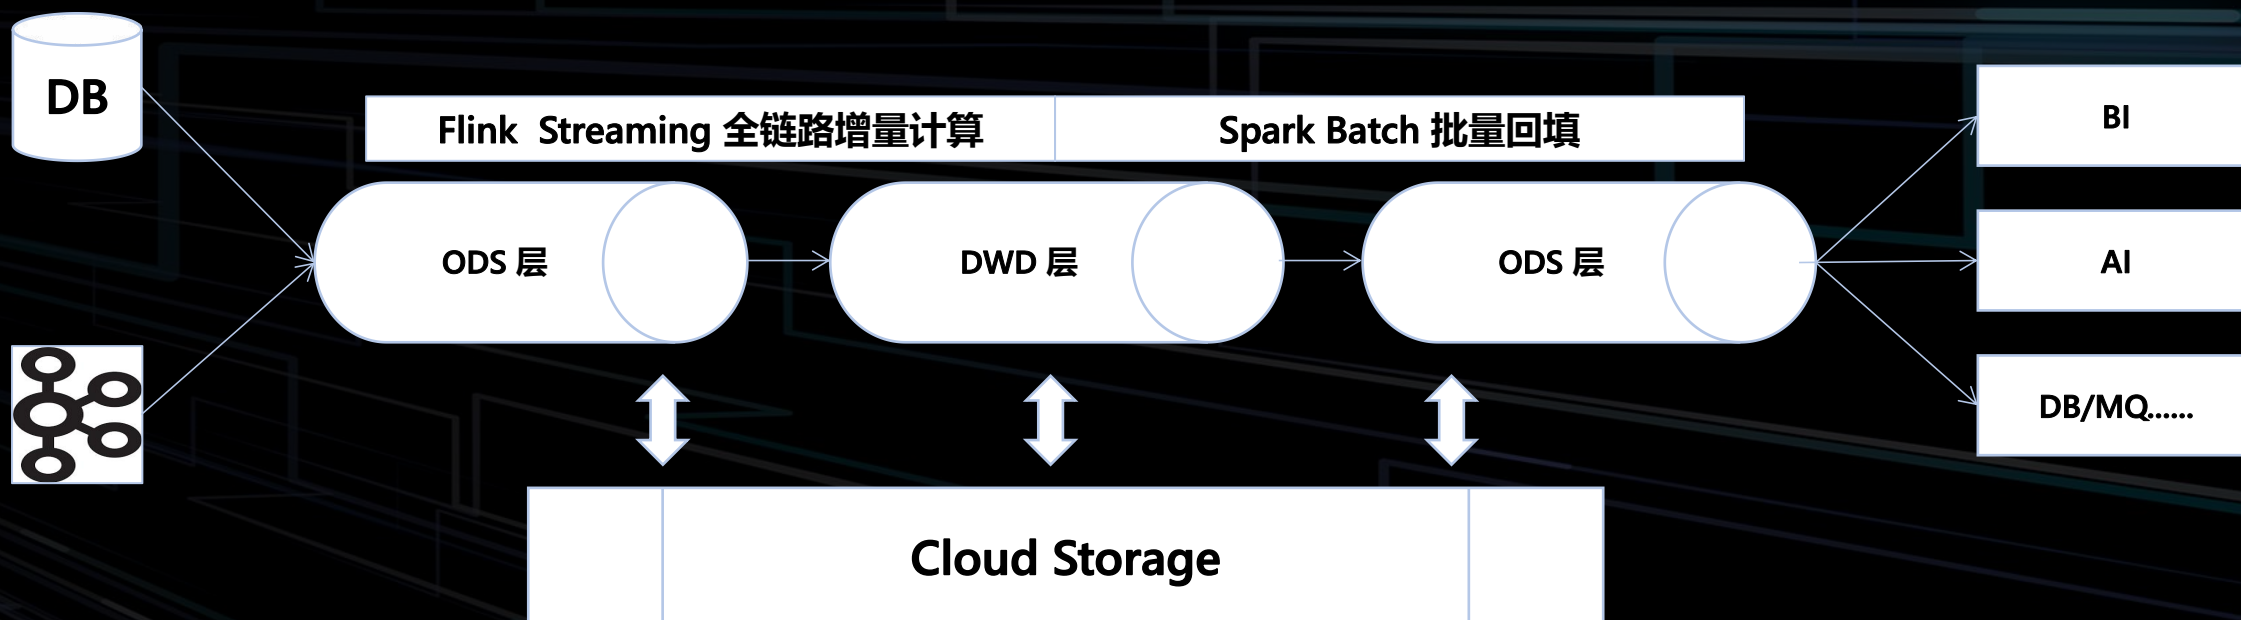 DB
Flink  Streaming 全链路增量计算
Spark Batch 批量回填
ODS 层
DWD 层
ODS 层
BI
AI
DB/MQ......
Cloud Storage